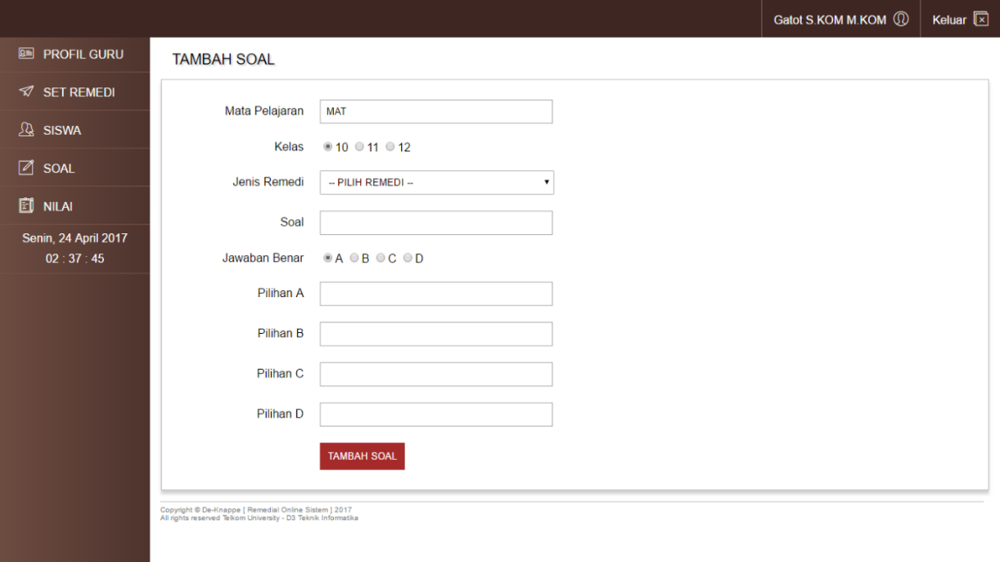 Gatot S.KOM M.KOM Keluar
PROFIL GURU
SET REMEDI
SISWA
SOAL
NILAI
Senin, 24 April 2017
02 : 37 : 45
TAMBAH SOAL
Mata Pelajaran MAT
Kelas 10 11 12
Jenis Remedi -- PILIH REMEDI --
Soal
Jawaban Benar A B C D
Pilihan A
Pilihan B
Pilihan C
Pilihan D
TAMBAH SOAL
Copyright © De-Knappe [ Remedial Online Sistem ] 2017
All rights reserved Telkom University - D3 Teknik Informatika